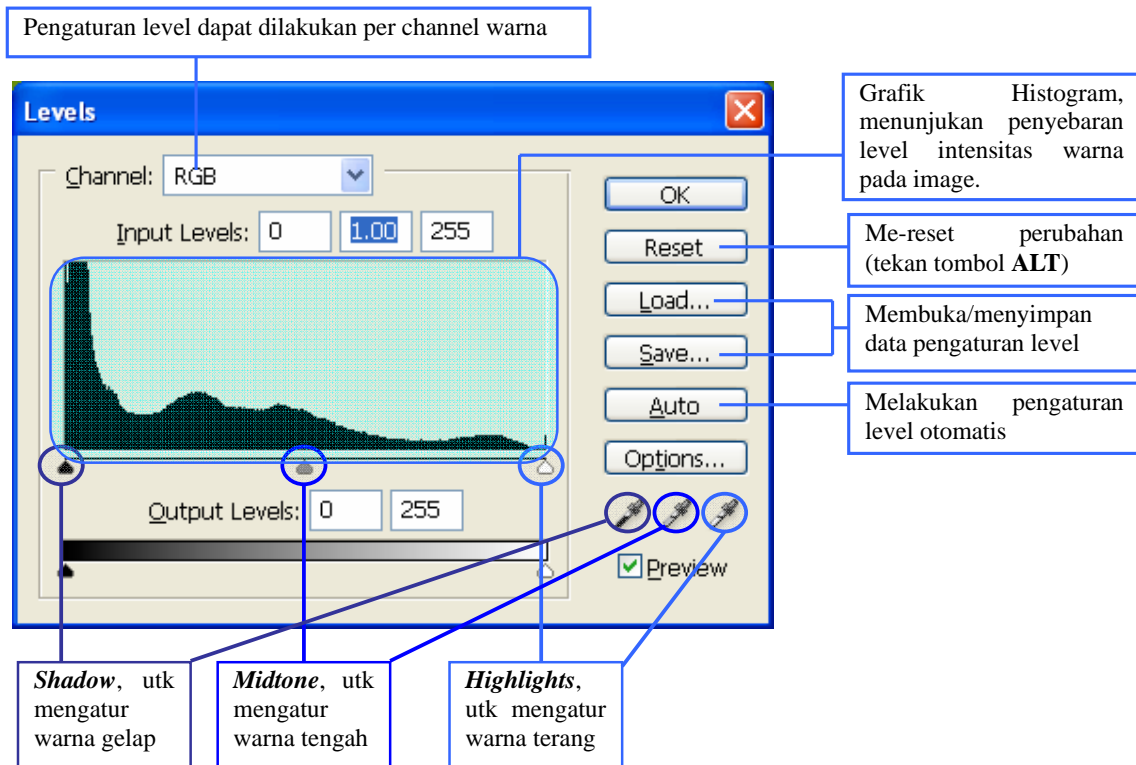 Pengaturan level dapat dilakukan per channel warna
Levels
Channel: RGB
Input Levels: 0 1.00 255
Output Levels: 0 255
OK
Reset
Load...
Save...
Auto
Options...
Preview
Grafik Histogram,
menunjukan penyebaran
level intensitas warna
pada image.
Me-reset perubahan
(tekan tombol ALT)
Membuka/menyimpan
data pengaturan level
Melakukan pengaturan
level otomatis
Shadow, utk
mengatur
warna gelap
Midtone, utk
mengatur
warna tengah
Highlights,
utk mengatur
warna terang